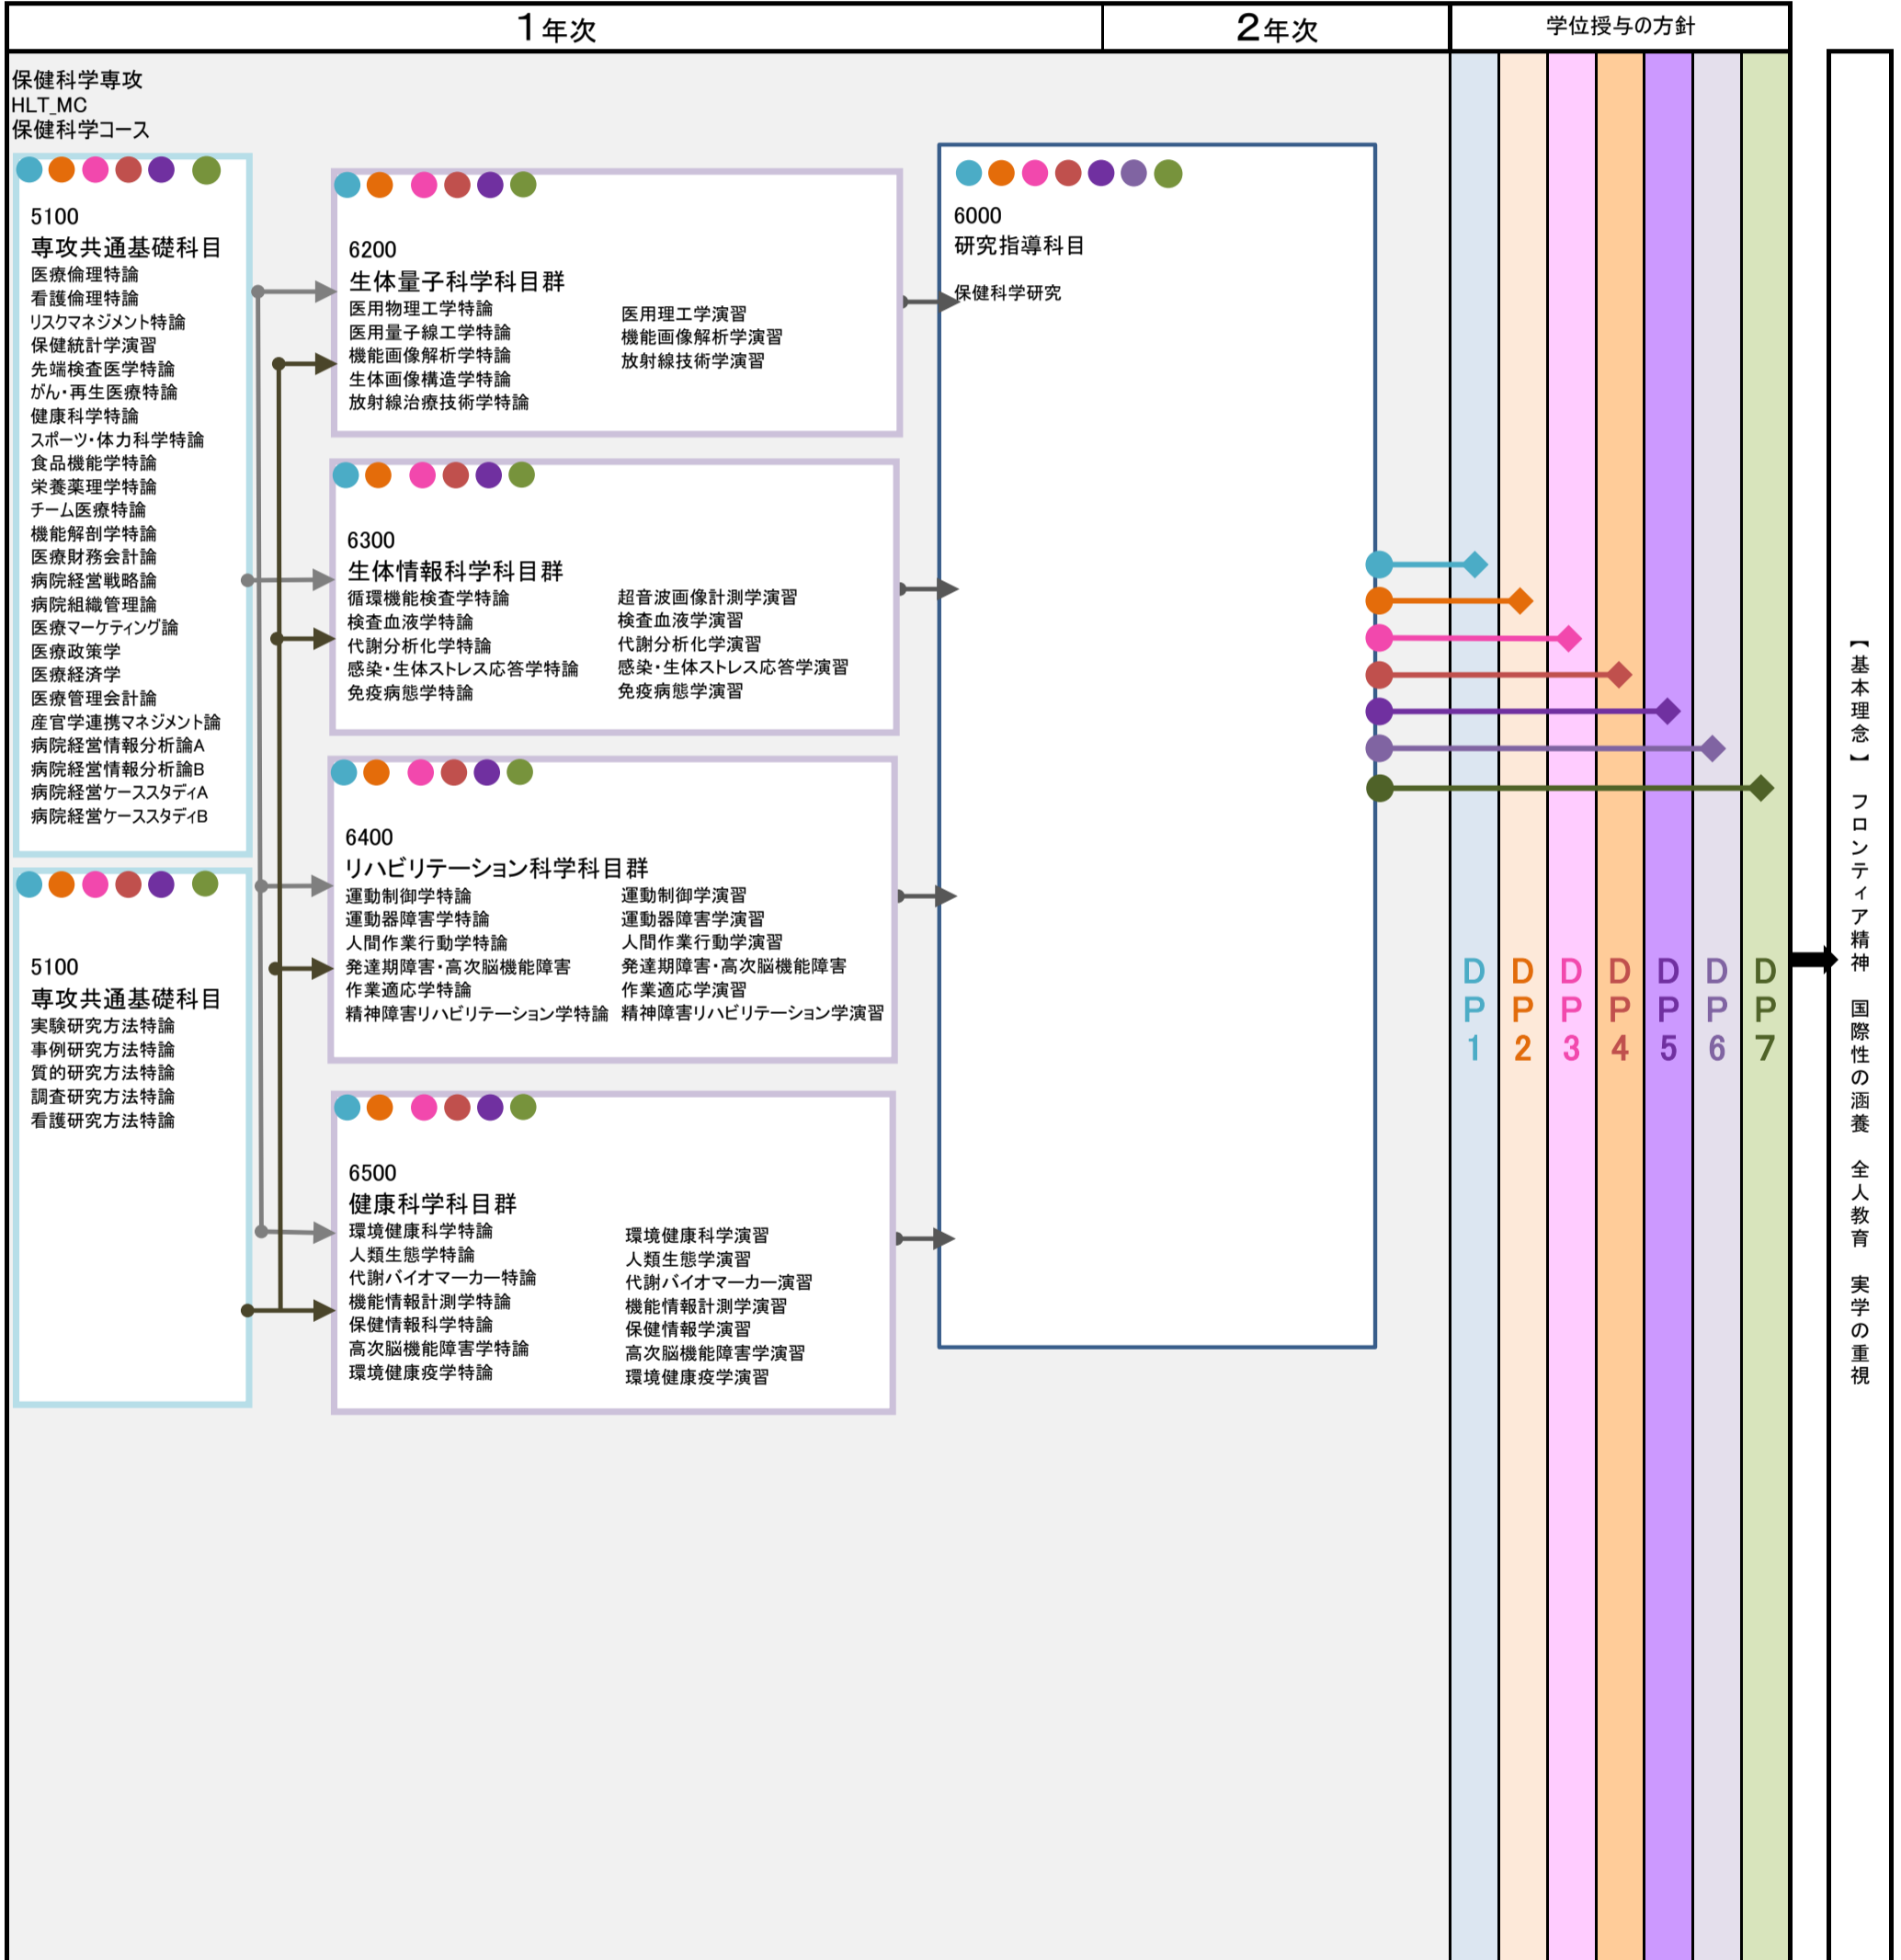 1年次
2年次
学位授与の方針
保健科学専攻
HLT_MC
保健科学コース
5100
専攻共通基礎科目
医療倫理特論
看護倫理特論
リスクマネジメント特論
保健統計学演習
先端検査医学特論
がん・再生医療特論
健康科学特論
スポーツ・体力科学特論
食品機能学特論
栄養薬理学特論
チーム医療特論
機能解剖学特論
医療財務会計論
病院経営戦略論
病院組織管理論
医療マーケティング論
医療政策学
医療経済学
医療管理会計論
産官学連携マネジメント論
病院経営情報分析論A
病院経営情報分析論B
病院経営ケーススタディA
病院経営ケーススタディB
5100
専攻共通基礎科目
実験研究方法特論
事例研究方法特論
質的研究方法特論
調査研究方法特論
看護研究方法特論
6200
生体量子科学科目群
医用物理工学特論
医用量子線工学特論
機能画像解析学特論
生体画像構造学特論
放射線治療技術学特論
医用理工学演習
機能画像解析学演習
放射線技術学演習
6300
生体情報科学科目群
循環機能検査学特論
検査血液学特論
代謝分析化学特論
感染・生体ストレス応答学特論
免疫病態学特論
超音波画像計測学演習
検査血液学演習
代謝分析化学演習
感染・生体ストレス応答学演習
免疫病態学演習
6400
リハビリテーション科学科目群
運動制御学特論
運動器障害学特論
人間作業行動学特論
発達期障害・高次脳機能障害
作業適応学特論
精神障害リハビリテーション学特論
運動制御学演習
運動器障害学演習
人間作業行動学演習
発達期障害・高次脳機能障害
作業適応学演習
精神障害リハビリテーション学演習
6500
健康科学科目群
環境健康科学特論
人類生態学特論
代謝バイオマーカー特論
機能情報計測学特論
保健情報科学特論
高次脳機能障害学特論
環境健康疫学特論
環境健康科学演習
人類生態学演習
代謝バイオマーカー演習
機能情報計測学演習
保健情報学演習
高次脳機能障害学演習
環境健康疫学演習
6000
研究指導科目
保健科学研究
DP1
DP2
DP3
DP4
DP5
DP6
DP7
【基本理念】 フロンティア精神 国際性の涵養 全人教育 実学の重視